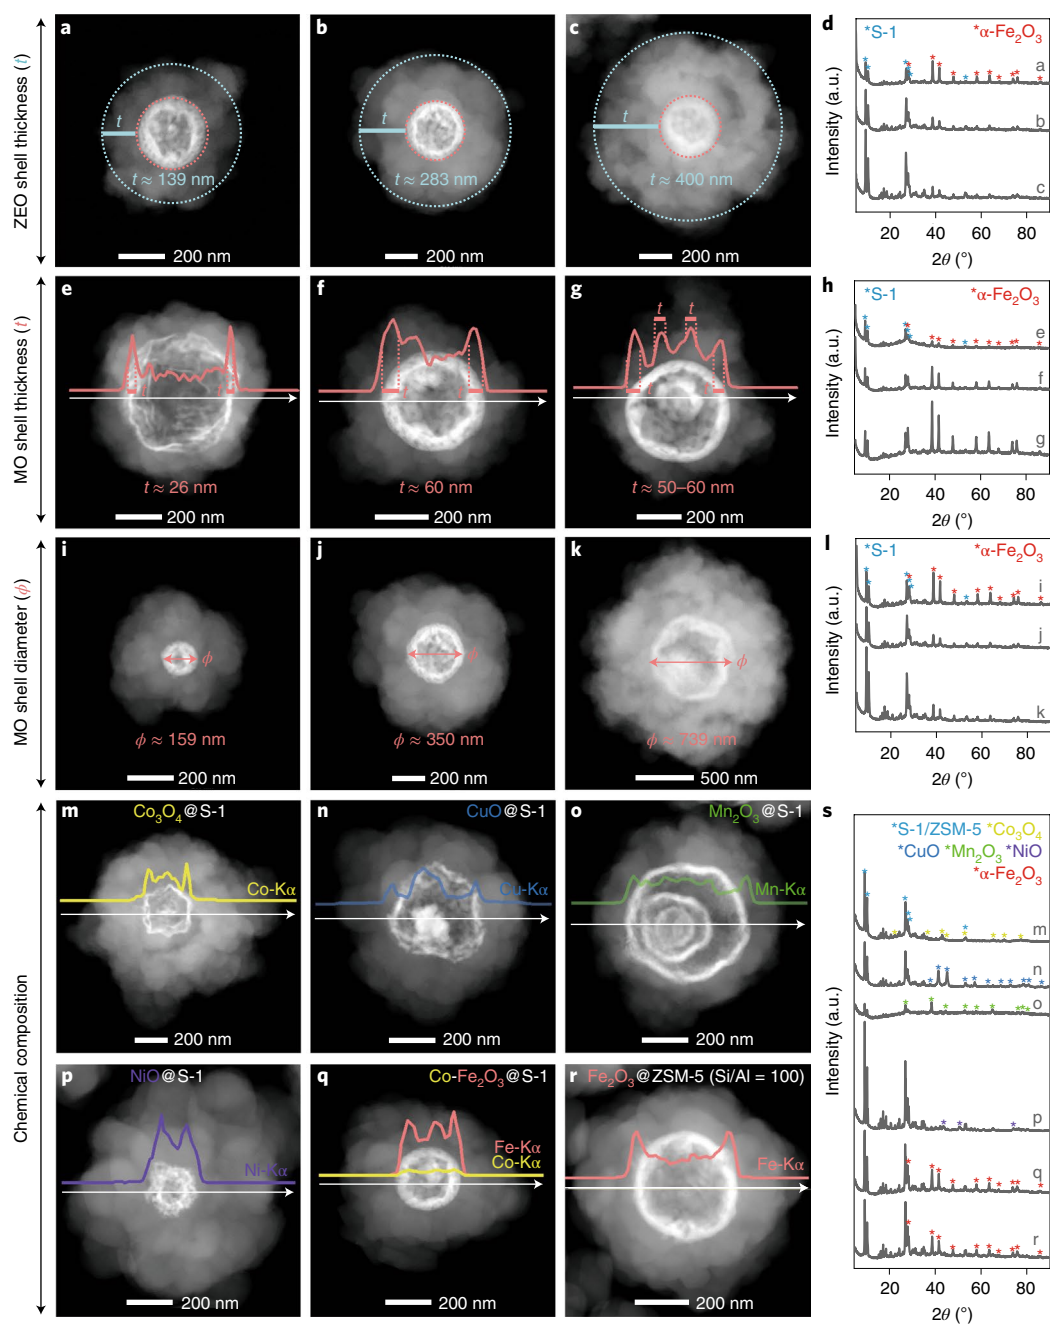 ZEO shell thickness (t)
a
t
t ≈ 139 nm
200 nm
b
t
t ≈ 283 nm
200 nm
c
t
t ≈ 400 nm
200 nm
d
*S-1 *α-Fe₂O₃
a
b
c
Intensity (a.u.)
20 40 60 80
2θ (°)
MO shell thickness (t)
e
t ≈ 26 nm
200 nm
f
t ≈ 60 nm
200 nm
g
t t
t ≈ 50–60 nm
200 nm
h
*S-1 *α-Fe₂O₃
e
f
g
Intensity (a.u.)
20 40 60 80
2θ (°)
MO shell diameter (ϕ)
i
ϕ
ϕ ≈ 159 nm
200 nm
j
ϕ
ϕ ≈ 350 nm
200 nm
k
ϕ
ϕ ≈ 739 nm
500 nm
l
*S-1 *α-Fe₂O₃
i
j
k
Intensity (a.u.)
20 40 60 80
2θ (°)
Chemical composition
m
Co₃O₄@S-1
Co-Kα
200 nm
n
CuO@S-1
Cu-Kα
200 nm
o
Mn₂O₃@S-1
Mn-Kα
200 nm
p
NiO@S-1
Ni-Kα
200 nm
q
Co-Fe₂O₃@S-1
Fe-Kα
Co-Kα
200 nm
r
Fe₂O₃@ZSM-5 (Si/Al = 100)
Fe-Kα
200 nm
s
*S-1/ZSM-5 *Co₃O₄
*CuO *Mn₂O₃ *NiO
*α-Fe₂O₃
m
n
o
p
q
r
Intensity (a.u.)
20 40 60 80
2θ (°)